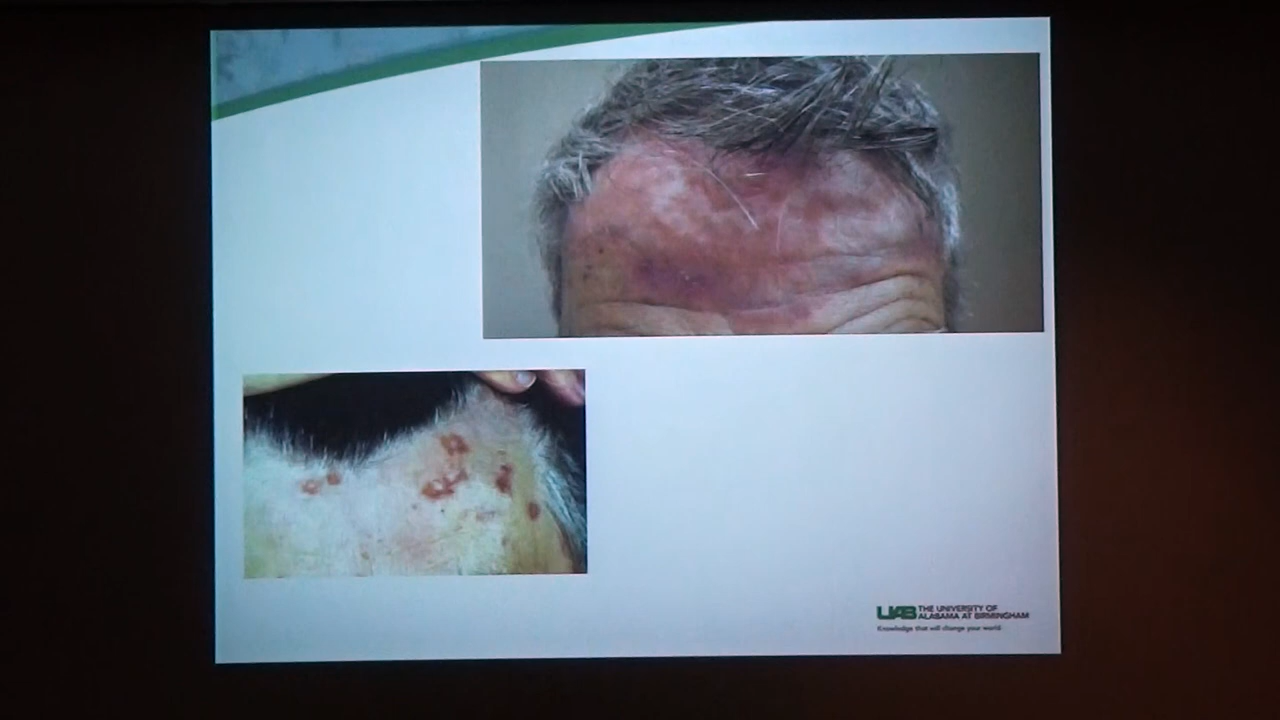 UAB THE UNIVERSITY OF
ALABAMA AT BIRMINGHAM
Knowledge that will change your world